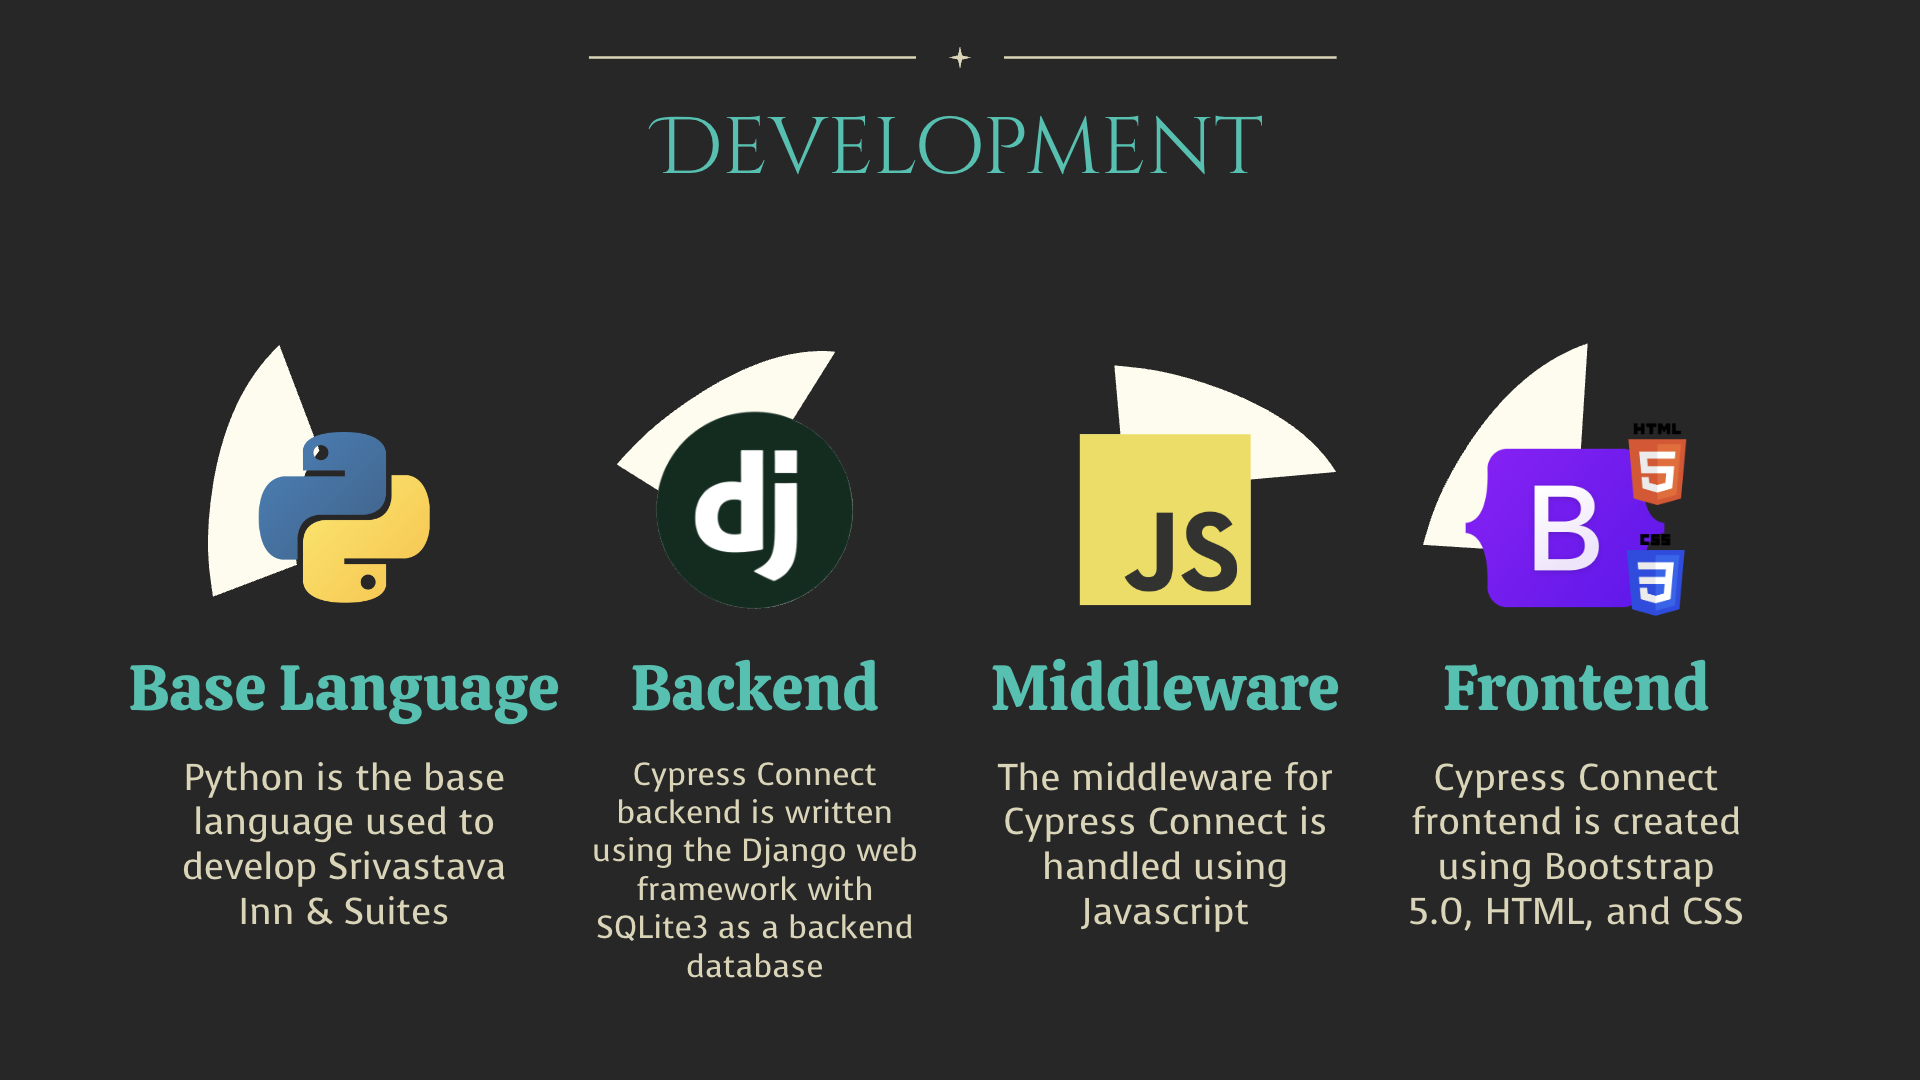 DEVELOPMENT
dj
JS
B
HTML
5
CSS
3
Base Language
Python is the base
language used to
develop Srivastava
Inn & Suites
Backend
Cypress Connect
backend is written
using the Django web
framework with
SQLite3 as a backend
database
Middleware
The middleware for
Cypress Connect is
handled using
Javascript
Frontend
Cypress Connect
frontend is created
using Bootstrap
5.0, HTML, and CSS